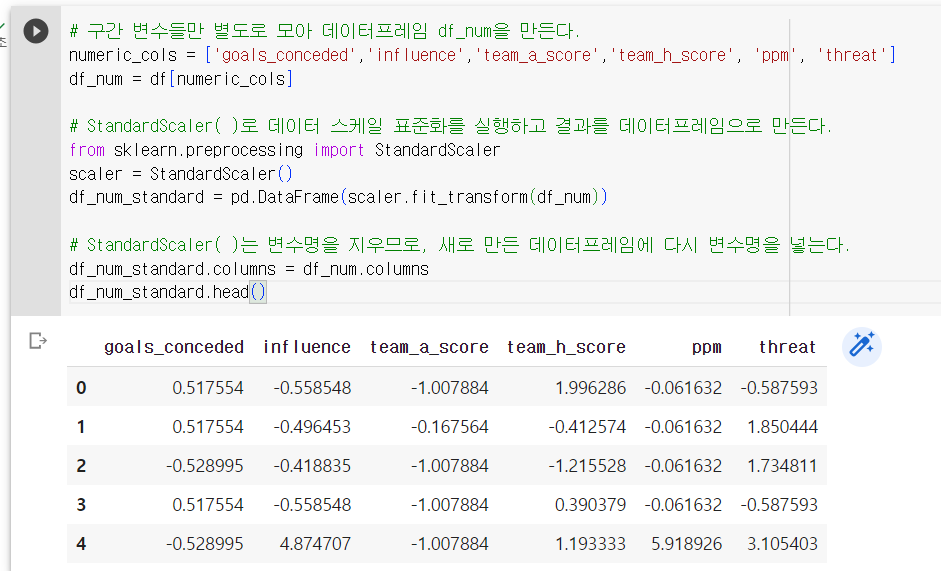 # 구간 변수들만 별도로 모아 데이터프레임 df_num을 만든다.
numeric_cols = ['goals_conceded','influence','team_a_score','team_h_score', 'ppm', 'threat']
df_num = df[numeric_cols]
# StandardScaler( )로 데이터 스케일 표준화를 실행하고 결과를 데이터프레임으로 만든다.
from sklearn.preprocessing import StandardScaler
scaler = StandardScaler()
df_num_standard = pd.DataFrame(scaler.fit_transform(df_num))
# StandardScaler( )는 변수명을 지우므로, 새로 만든 데이터프레임에 다시 변수명을 넣는다.
df_num_standard.columns = df_num.columns
df_num_standard.head()
goals_conceded influence team_a_score team_h_score ppm threat
0 0.517554 -0.558548 -1.007884 1.996286 -0.061632 -0.587593
1 0.517554 -0.496453 -0.167564 -0.412574 -0.061632 1.850444
2 -0.528995 -0.418835 -1.007884 -1.215528 -0.061632 1.734811
3 0.517554 -0.558548 -1.007884 0.390379 -0.061632 -0.587593
4 -0.528995 4.874707 -1.007884 1.193333 5.918926 3.105403